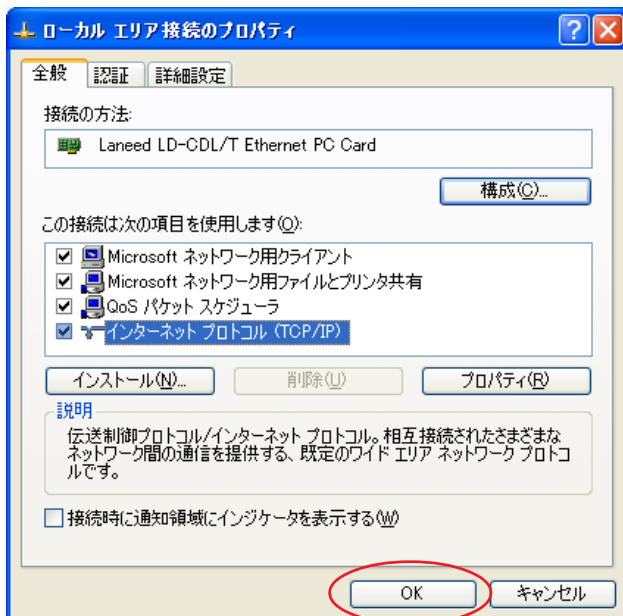 ローカル エリア接続のプロパティ
全般 認証 詳細設定
接続の方法:
Laneed LD-CDL/T Ethernet PC Card
構成(C)...
この接続は次の項目を使用します(O):
Microsoft ネットワーク用クライアント
Microsoft ネットワーク用ファイルとプリンタ共有
QoS パケット スケジューラ
インターネット プロトコル (TCP/IP)
インストール(N)... 削除(U) プロパティ(R)
説明
伝送制御プロトコル/インターネット プロトコル。相互接続されたさまざまな
ネットワーク間の通信を提供する、既定のワイド エリア ネットワーク プロトコ
ルです。
接続時に通知領域にインジケータを表示する(W)
OK キャンセル